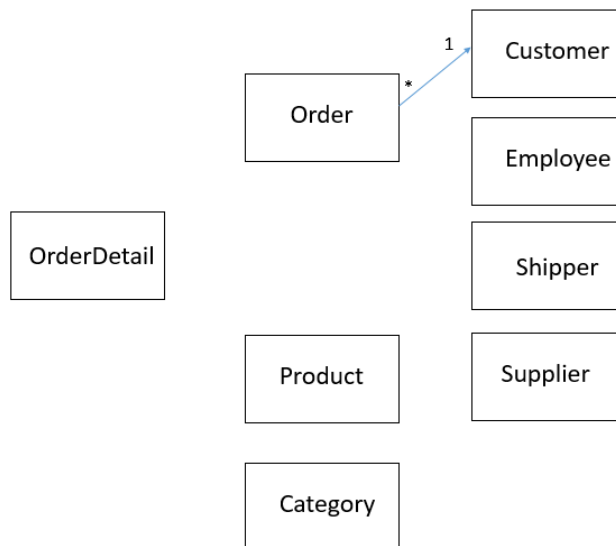 1
Customer
*
Order
Employee
OrderDetail
Shipper
Product
Supplier
Category